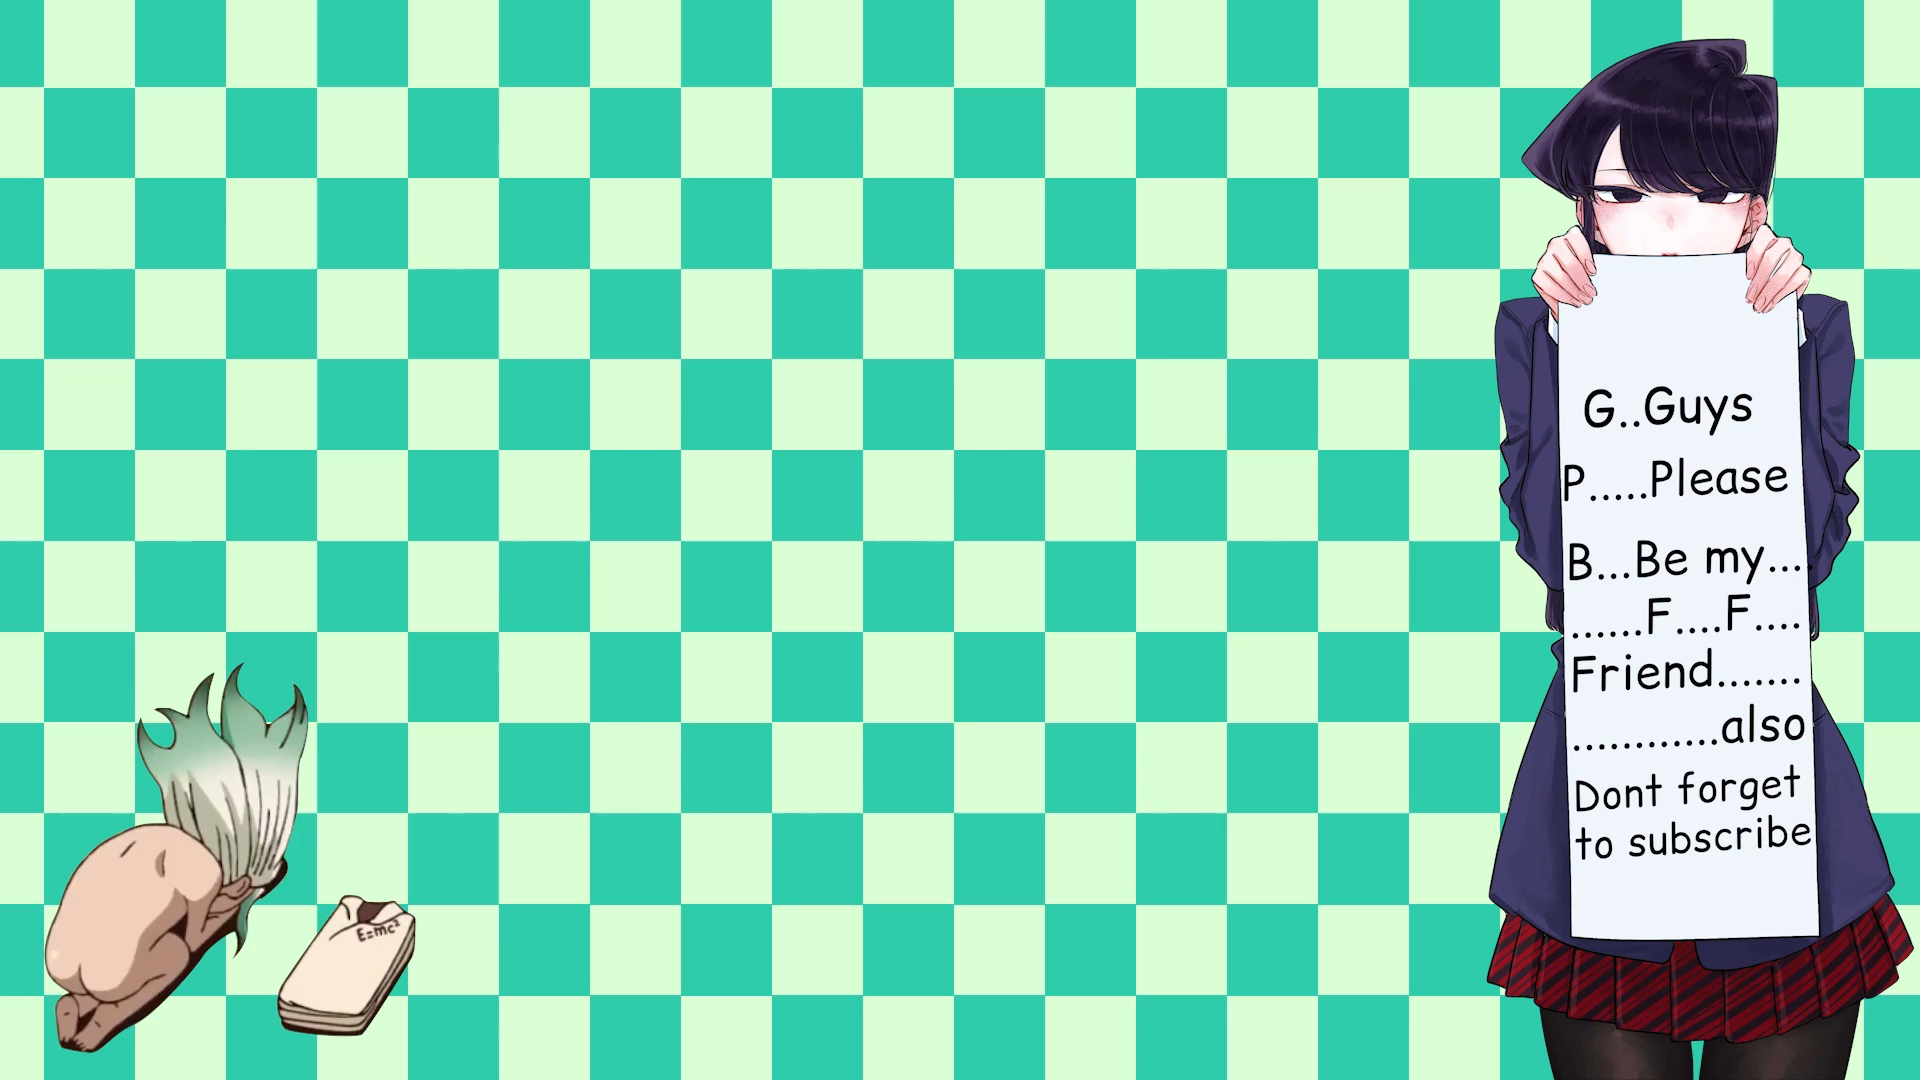 G..Guys
P.....Please
B...Be my....
......F....F....
Friend.......
............also
Dont forget
to subscribe
E=mc²